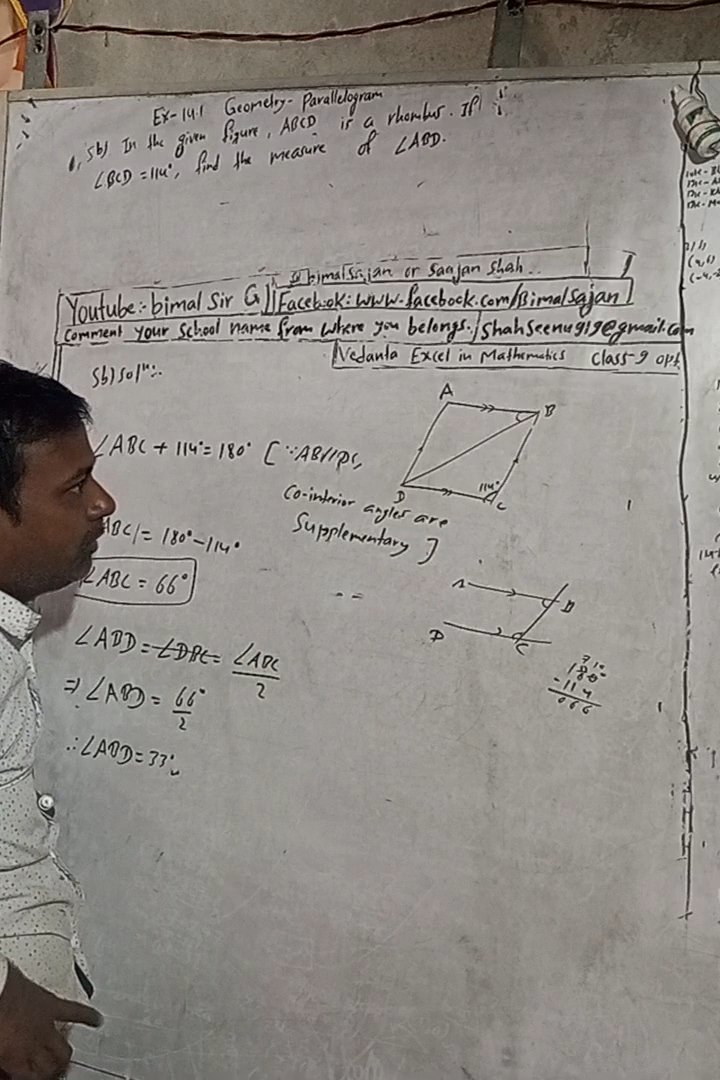 Ex-14.1 Geometry- Parallelogram
5b) In the given figure, ABCD is a rhombus. If
∠BCD = 114°, find the measure of ∠ABD.
@ bimalsajan or Saajan Shah..
Youtube:- bimal Sir G
Facebook: www.facebook.com/Bimalsajan
Comment your School name from where you belongs. / Shahseenu919@gmail.com
Vedanta Excel in Mathematics Class-9 opt
5b) solⁿ:-
∠ABC + 114° = 180° [∵AB//DC,
Co-interior angles are
Supplementary]
ABC = 180° - 114°
∠ABC = 66°
∠ABD = ∠DBC = ∠ABC/2
⇒ ∠ABD = 66°/2
∴ ∠ABD = 33°
A B
D C
114°
A B
D C
180
-114
066